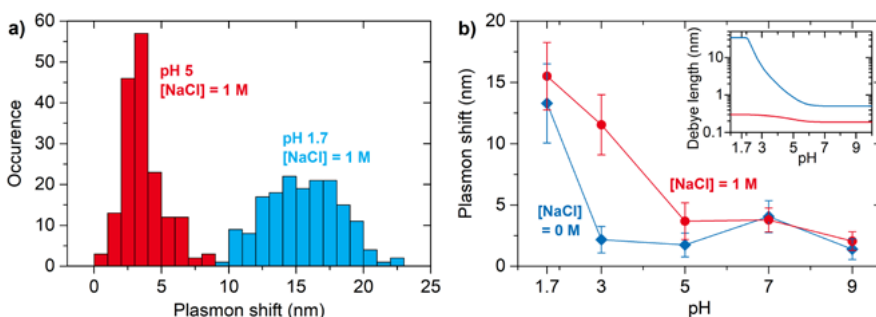 a)
Occurence
60
50
40
30
20
10
0
pH 5
[NaCl] = 1 M
pH 1.7
[NaCl] = 1 M
0 5 10 15 20 25
Plasmon shift (nm)
b)
Plasmon shift (nm)
20
15
10
5
0
[NaCl]
= 0 M
[NaCl] = 1 M
1.7 3 5 7 9
pH
Debye length (nm)
10
1
0.1
1.7 3 5 7 9
pH